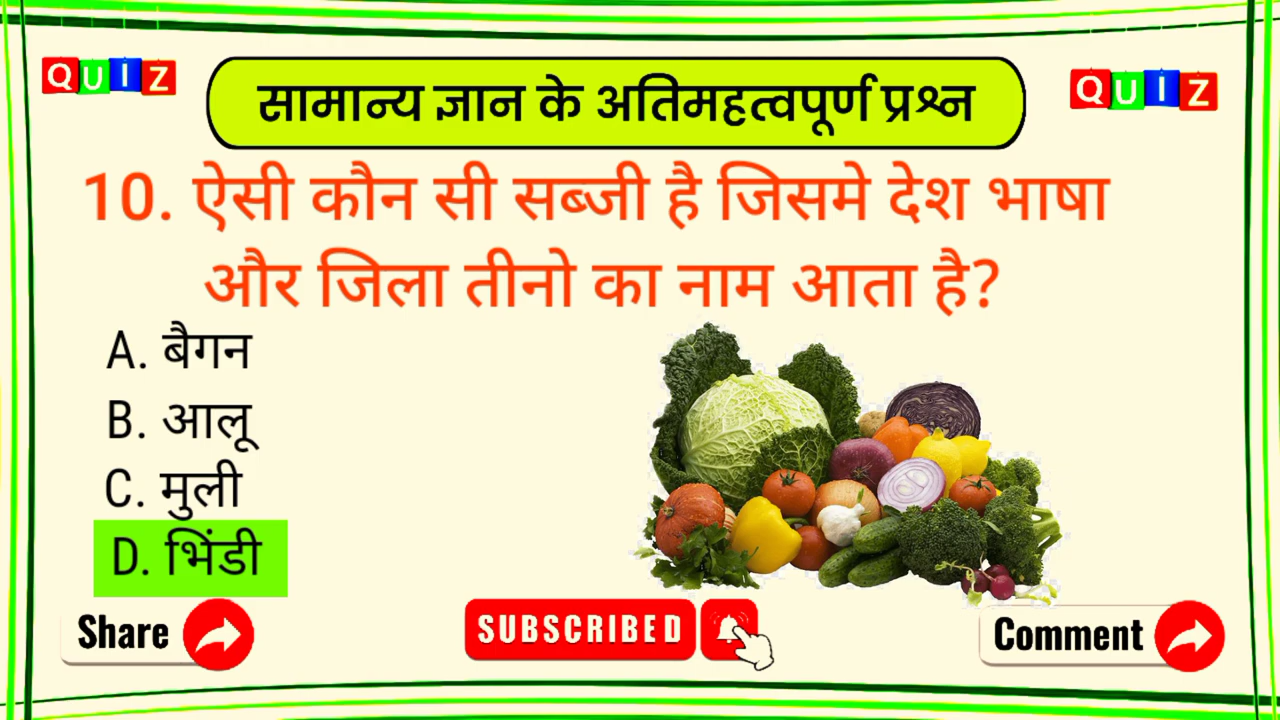 QUIZ
सामान्य ज्ञान के अतिमहत्वपूर्ण प्रश्न
QUIZ
10. ऐसी कौन सी सब्जी है जिसमे देश भाषा
और जिला तीनो का नाम आता है?
A. बैगन
B. आलू
C. मुली
D. भिंडी
Share
SUBSCRIBED
Comment